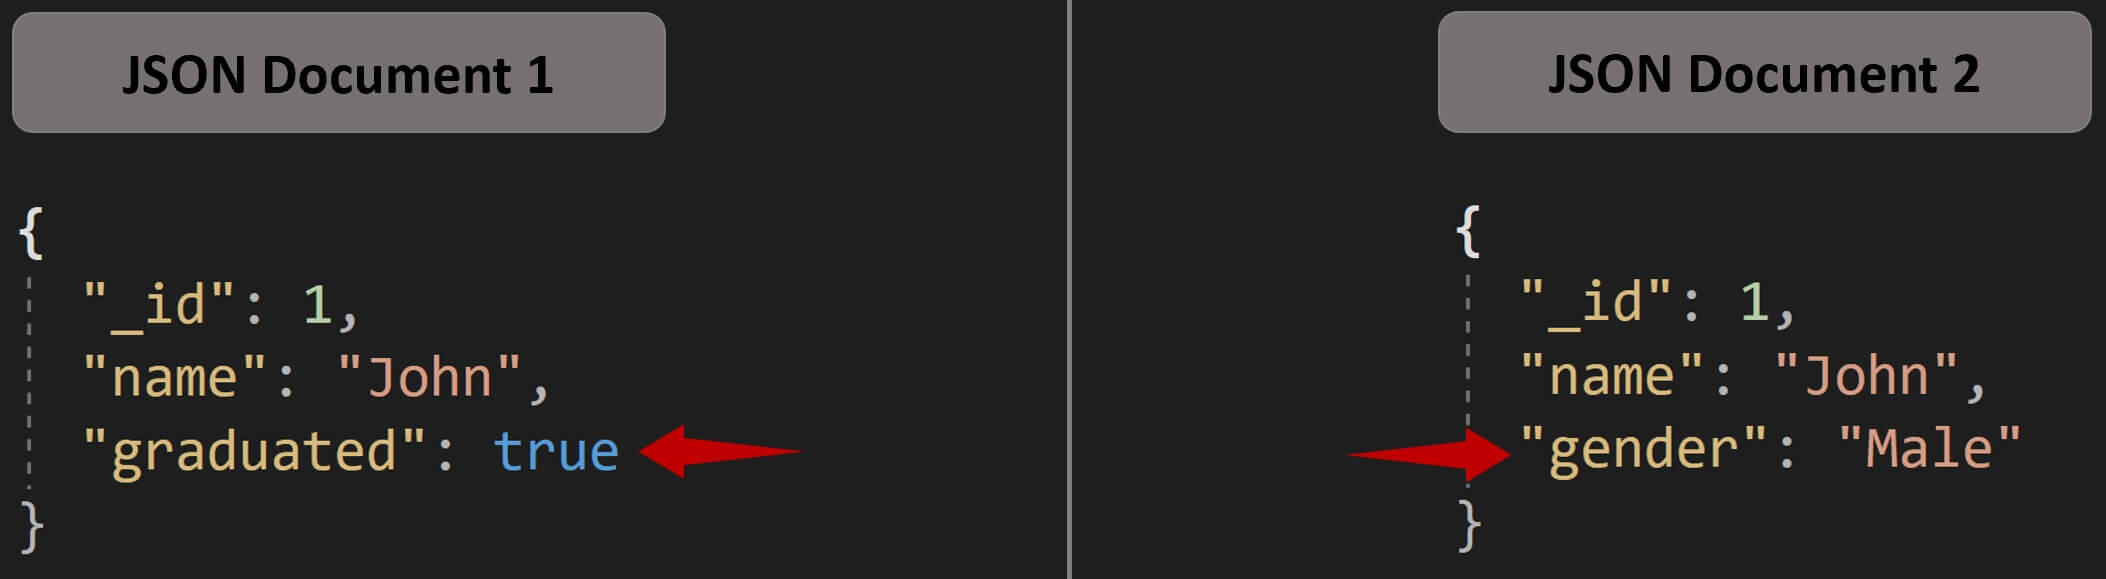 JSON Document 1
{
"_id": 1,
"name": "John",
"graduated": true
}
JSON Document 2
{
"_id": 1,
"name": "John",
"gender": "Male"
}